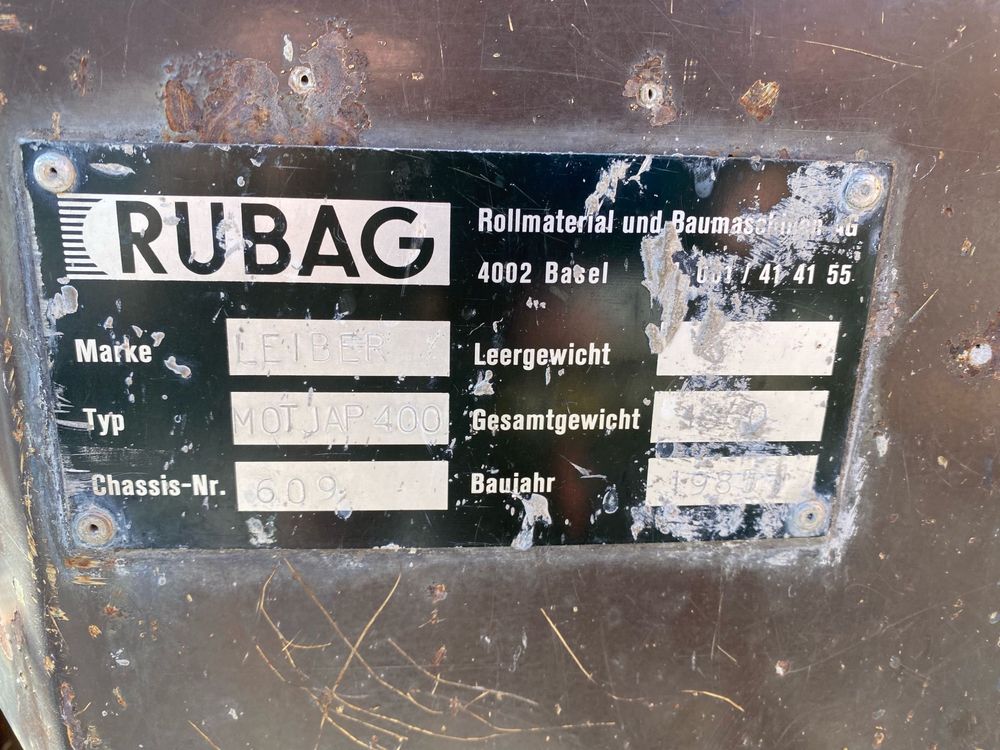 RUBAG
Rollmaterial und Baumaschinen AG
4002 Basel 061 / 41 41 55
Marke LEIBER
Leergewicht
Typ MOT JAP 400
Gesamtgewicht
Chassis-Nr. 609
Baujahr